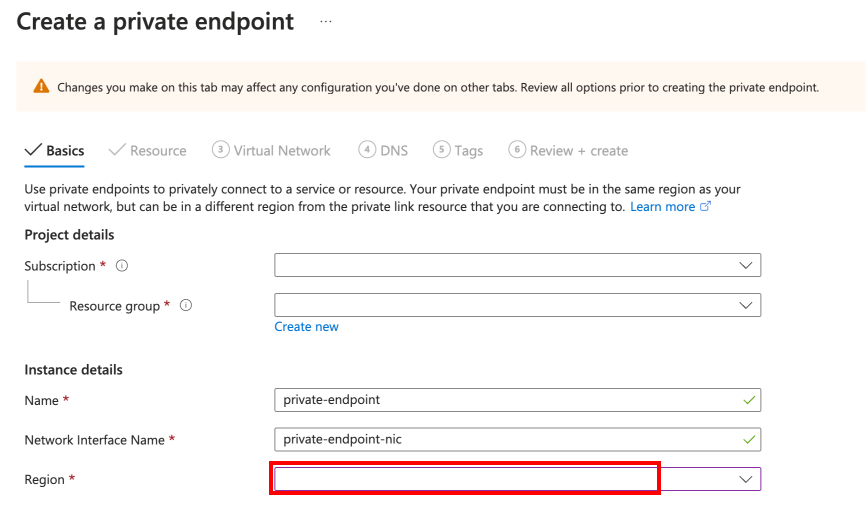 Create a private endpoint ...
Changes you make on this tab may affect any configuration you've done on other tabs. Review all options prior to creating the private endpoint.
Basics Resource 3 Virtual Network 4 DNS 5 Tags 6 Review + create
Use private endpoints to privately connect to a service or resource. Your private endpoint must be in the same region as your
virtual network, but can be in a different region from the private link resource that you are connecting to. Learn more
Project details
Subscription *
Resource group *
Create new
Instance details
Name * private-endpoint
Network Interface Name * private-endpoint-nic
Region *